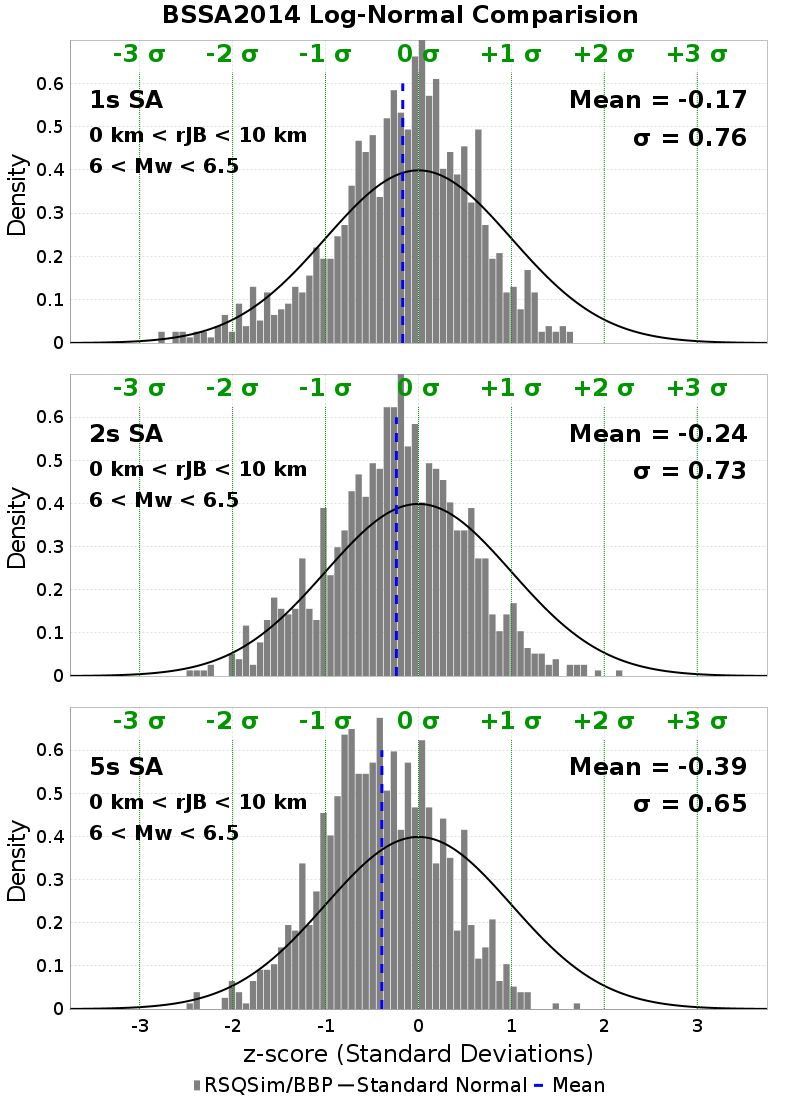 BSSA2014 Log-Normal Comparision
-3 σ -2 σ -1 σ 0 σ +1 σ +2 σ +3 σ
1s SA Mean = -0.17
0 km < rJB < 10 km σ = 0.76
6 < Mw < 6.5
Density
0.6
0.5
0.4
0.3
0.2
0.1
0
-3 σ -2 σ -1 σ 0 σ +1 σ +2 σ +3 σ
2s SA Mean = -0.24
0 km < rJB < 10 km σ = 0.73
6 < Mw < 6.5
Density
0.6
0.5
0.4
0.3
0.2
0.1
0
-3 σ -2 σ -1 σ 0 σ +1 σ +2 σ +3 σ
5s SA Mean = -0.39
0 km < rJB < 10 km σ = 0.65
6 < Mw < 6.5
Density
0.6
0.5
0.4
0.3
0.2
0.1
0
-3 -2 -1 0 1 2 3
z-score (Standard Deviations)
RSQSim/BBP Standard Normal Mean